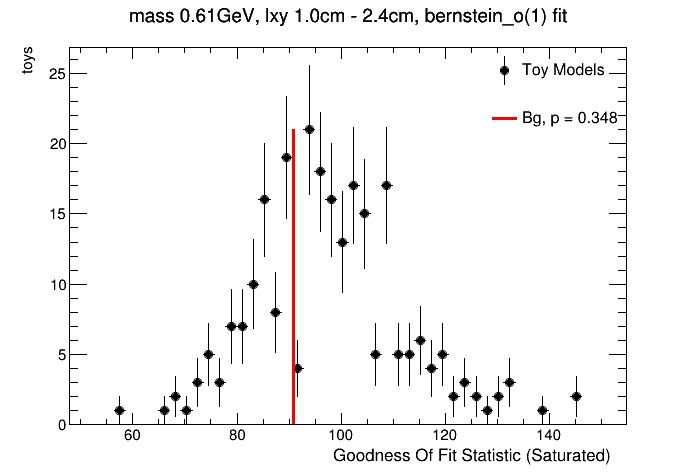 mass 0.61GeV, lxy 1.0cm - 2.4cm, bernstein_o(1) fit
toys
Toy Models
Bg, p = 0.348
25
20
15
10
5
0
60 80 100 120 140
Goodness Of Fit Statistic (Saturated)